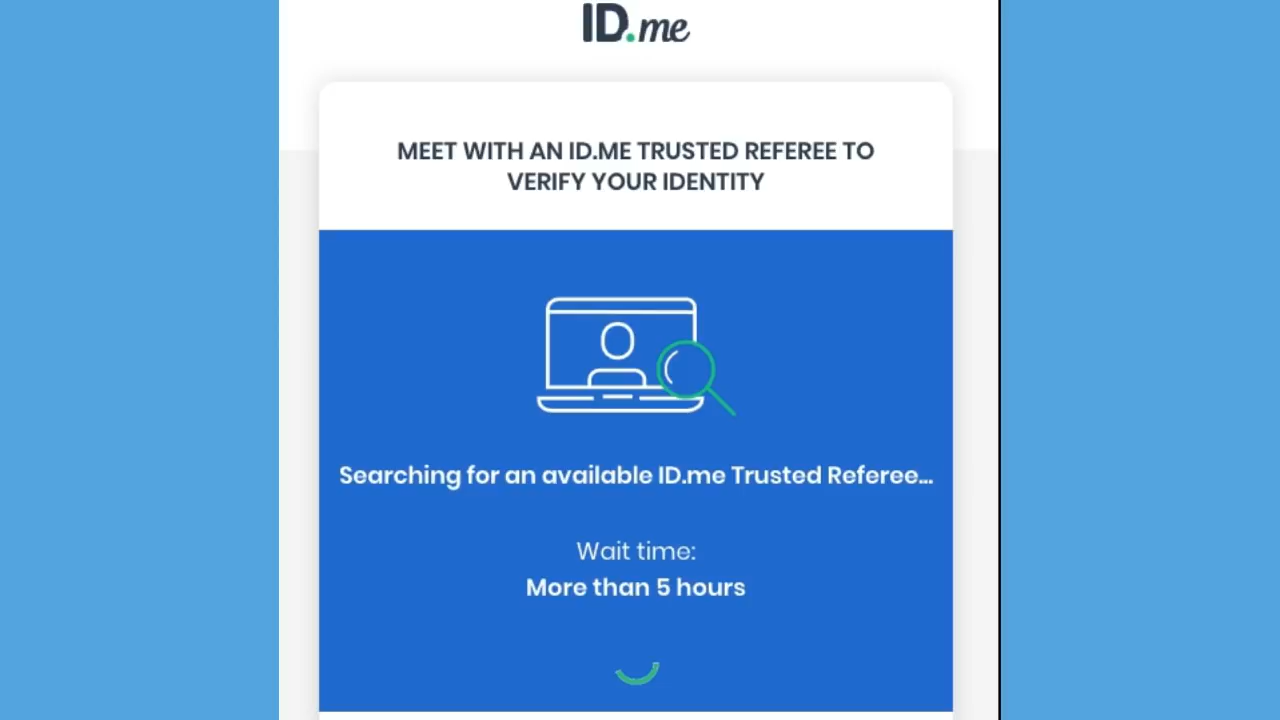 ID.me
MEET WITH AN ID.ME TRUSTED REFEREE TO
VERIFY YOUR IDENTITY
Searching for an available ID.me Trusted Referee...
Wait time:
More than 5 hours